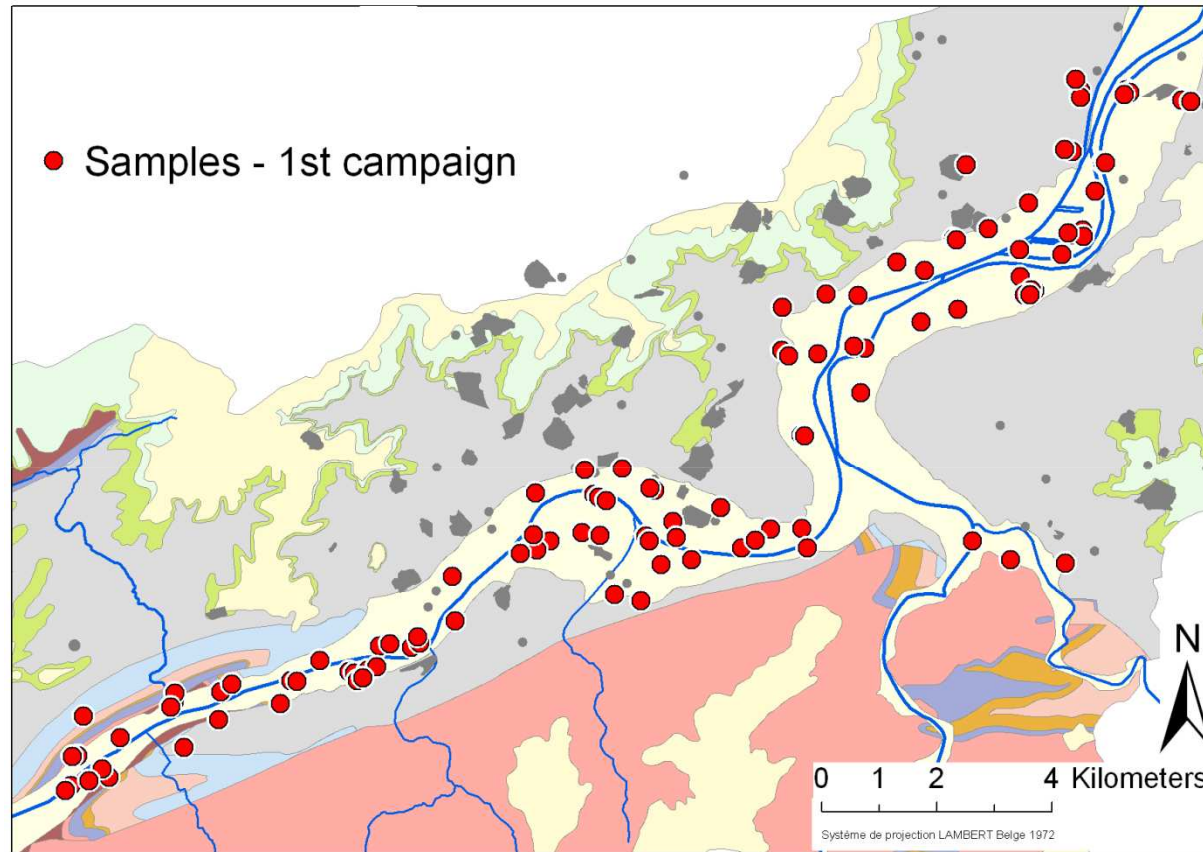 Samples - 1st campaign
N
0 1 2 4 Kilometers
Système de projection LAMBERT Belge 1972